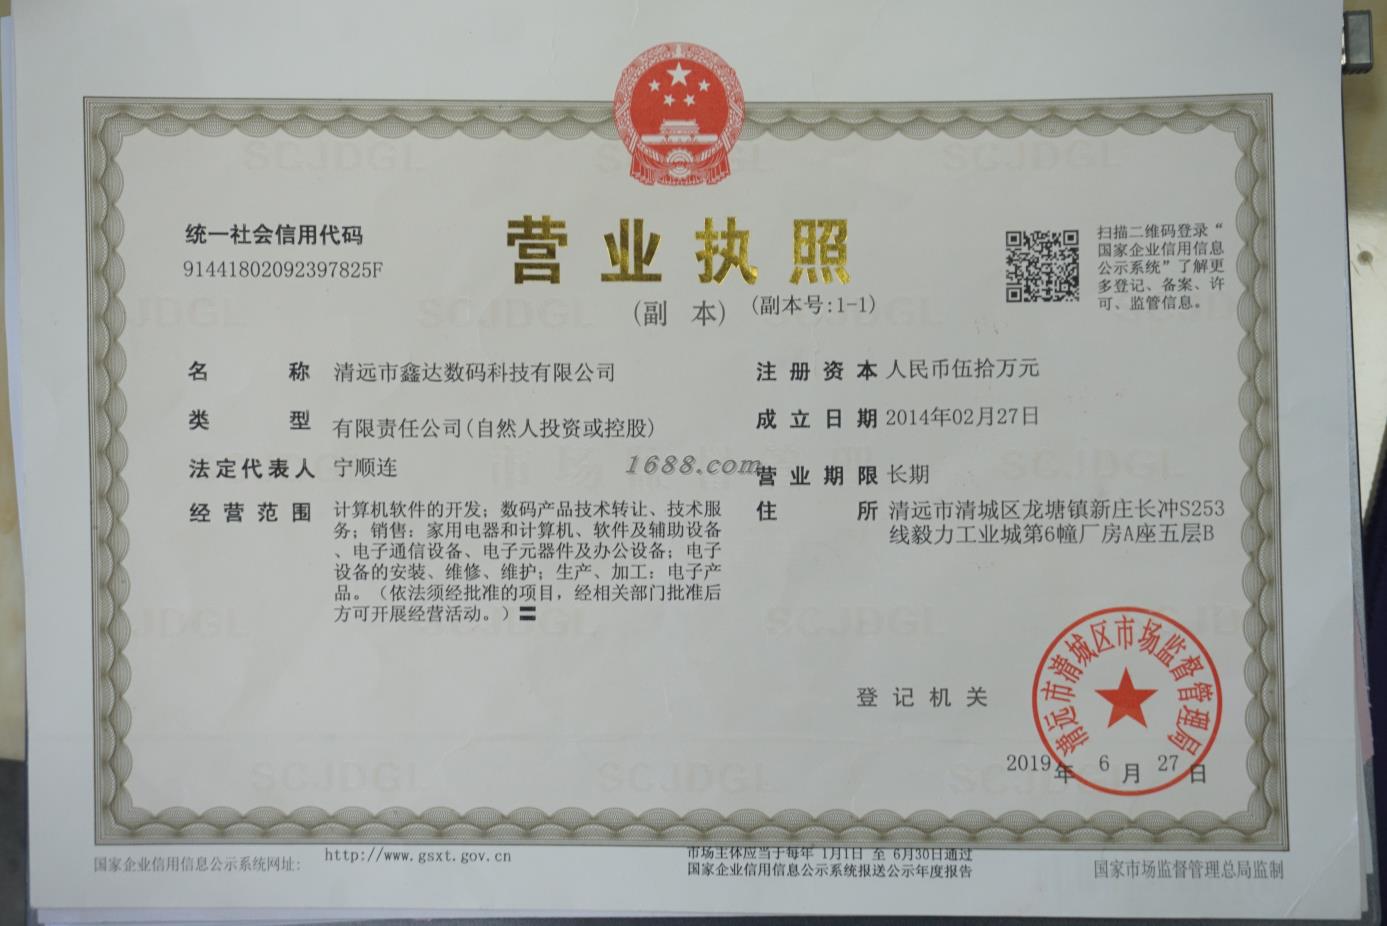 统一社会信用代码
91441802092397825F
营业执照
(副 本) (副本号:1-1)
扫描二维码登录“
国家企业信用信息
公示系统”了解更
多登记、备案、许
可、监管信息。
名称 清远市鑫达数码科技有限公司
类型 有限责任公司(自然人投资或控股)
法定代表人 宁顺连
经营范围 计算机软件的开发；数码产品技术转让、技术服
务；销售：家用电器和计算机、软件及辅助设备
、电子通信设备、电子元器件及办公设备；电子
设备的安装、维修、维护；生产、加工：电子产
品。（依法须经批准的项目，经相关部门批准后
方可开展经营活动。）〓
注册资本 人民币伍拾万元
成立日期 2014年02月27日
营业期限 长期
住所 清远市清城区龙塘镇新庄长冲S253
线毅力工业城第6幢厂房A座五层B
1688.com
登记机关
清远市清城区市场监督管理局
2019年 6月 27日
国家企业信用信息公示系统网址: http://www.gsxt.gov.cn
市场主体应当于每年 1月1日 至 6月30日通过
国家企业信用信息公示系统报送公示年度报告
国家市场监督管理总局监制
SCJDGL
SCJDGL
SCJDGL
SCJDGL
SCJDGL
SCJDGL
SCJDGL
SCJDGL
SCJDGL